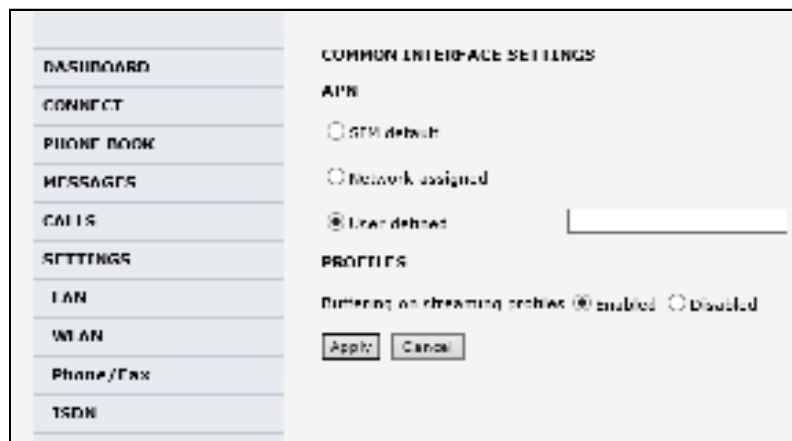 DASHBOARD
CONNECT
PHONE BOOK
MESSAGES
CALLS
SETTINGS
LAN
WLAN
Phone/Fax
ISDN
COMMON INTERFACE SETTINGS
APN
SIM default
Network assigned
User defined
PROFILES
Buffering on streaming profiles Enabled Disabled
Apply Cancel